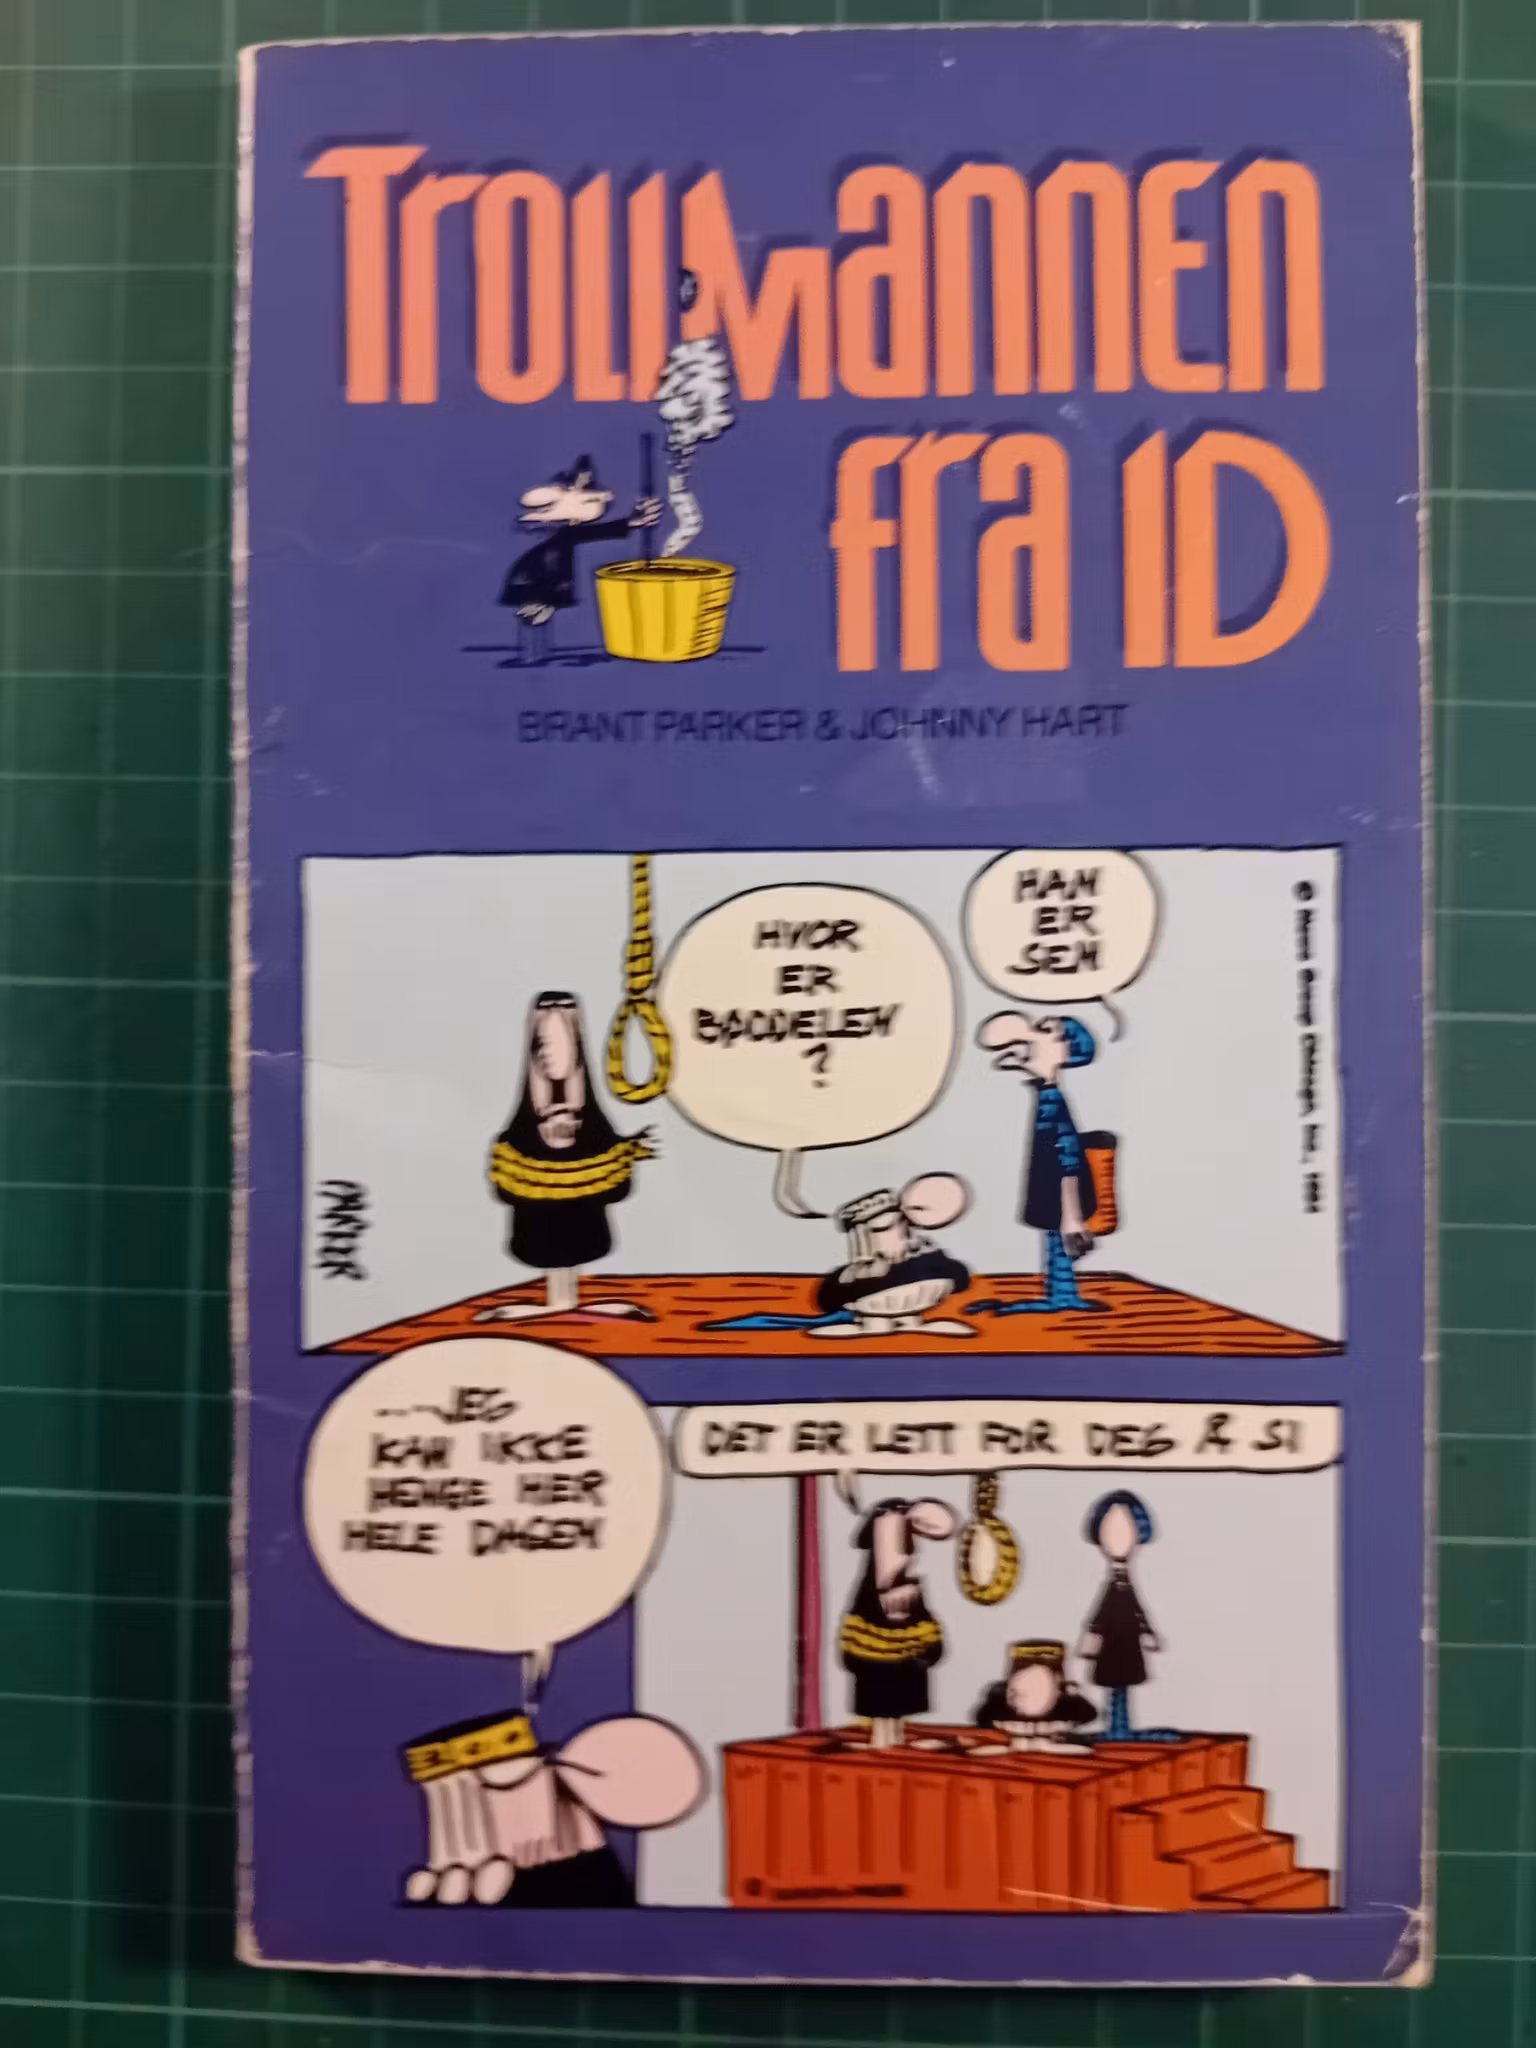 TrollMannen
fra ID
BRANT PARKER & JOHNNY HART
HAN
ER
SEN
HVOR
ER
BØDDELEN
?
PARKER
...JEG
KAN IKKE
HENGE HER
HELE DAGEN
DET ER LETT FOR DEG Å SI